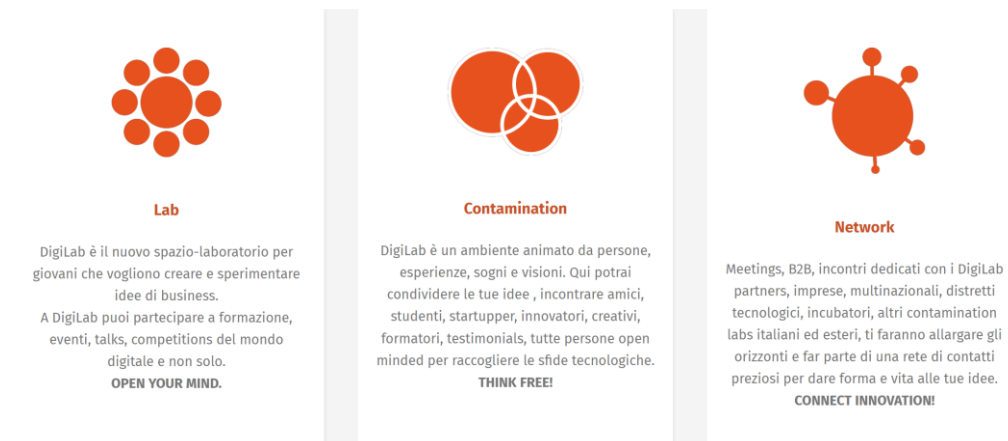 Lab
DigiLab è il nuovo spazio-laboratorio per
giovani che vogliono creare e sperimentare
idee di business.
A DigiLab puoi partecipare a formazione,
eventi, talks, competitions del mondo
digitale e non solo.
OPEN YOUR MIND.
Contamination
DigiLab è un ambiente animato da persone,
esperienze, sogni e visioni. Qui potrai
condividere le tue idee , incontrare amici,
studenti, startupper, innovatori, creativi,
formatori, testimonials, tutte persone open
minded per raccogliere le sfide tecnologiche.
THINK FREE!
Network
Meetings, B2B, incontri dedicati con i DigiLab
partners, imprese, multinazionali, distretti
tecnologici, incubatori, altri contamination
labs italiani ed esteri, ti faranno allargare gli
orizzonti e far parte di una rete di contatti
preziosi per dare forma e vita alle tue idee.
CONNECT INNOVATION!